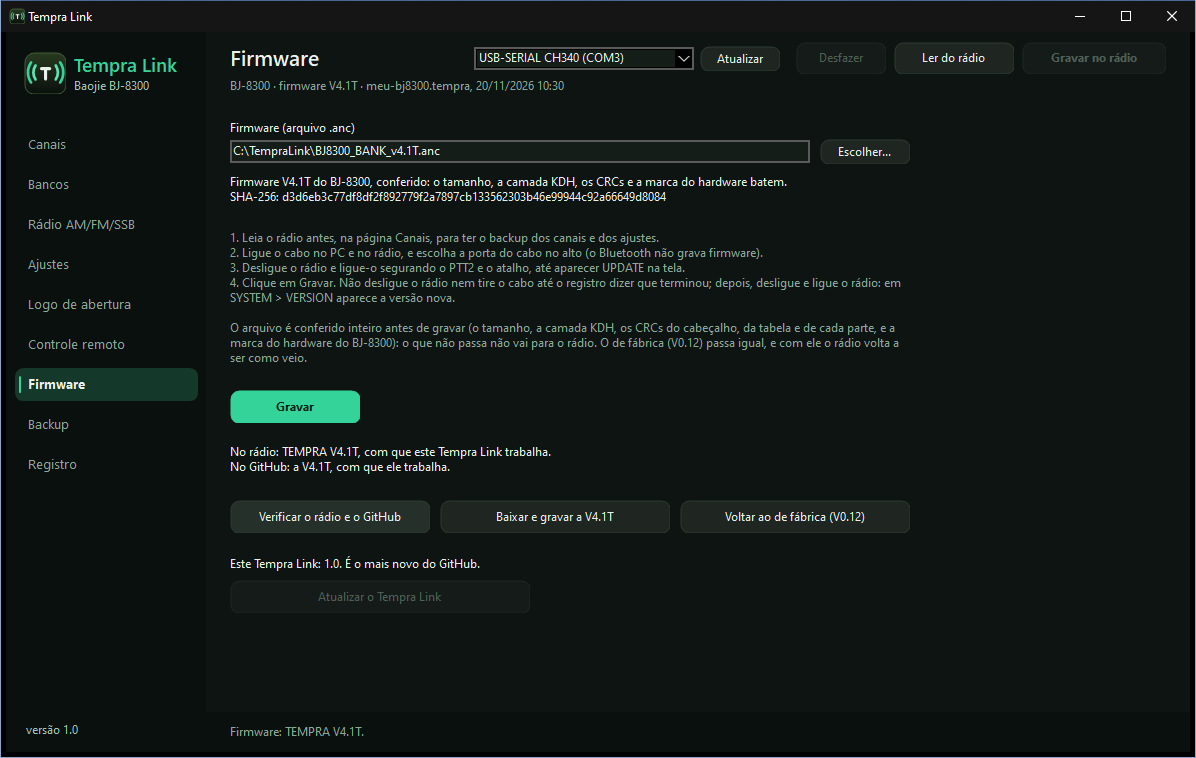 Tempra Link
((T))
Tempra Link
Baojie BJ-8300
Canais
Bancos
Rádio AM/FM/SSB
Ajustes
Logo de abertura
Controle remoto
Firmware
Backup
Registro
versão 1.0
Firmware
USB-SERIAL CH340 (COM3)
Atualizar
Desfazer
Ler do rádio
Gravar no rádio
BJ-8300 · firmware V4.1T · meu-bj8300.tempra, 20/11/2026 10:30
Firmware (arquivo .anc)
C:\TempraLink\BJ8300_BANK_v4.1T.anc
Escolher...
Firmware V4.1T do BJ-8300, conferido: o tamanho, a camada KDH, os CRCs e a marca do hardware batem.
SHA-256: d3d6eb3c77df8df2f892779f2a7897cb133562303b46e99944c92a66649d8084
1. Leia o rádio antes, na página Canais, para ter o backup dos canais e dos ajustes.
2. Ligue o cabo no PC e no rádio, e escolha a porta do cabo no alto (o Bluetooth não grava firmware).
3. Desligue o rádio e ligue-o segurando o PTT2 e o atalho, até aparecer UPDATE na tela.
4. Clique em Gravar. Não desligue o rádio nem tire o cabo até o registro dizer que terminou; depois, desligue e ligue o rádio: em
SYSTEM > VERSION aparece a versão nova.
O arquivo é conferido inteiro antes de gravar (o tamanho, a camada KDH, os CRCs do cabeçalho, da tabela e de cada parte, e a
marca do hardware do BJ-8300): o que não passa não vai para o rádio. O de fábrica (V0.12) passa igual, e com ele o rádio volta a
ser como veio.
Gravar
No rádio: TEMPRA V4.1T, com que este Tempra Link trabalha.
No GitHub: a V4.1T, com que ele trabalha.
Verificar o rádio e o GitHub
Baixar e gravar a V4.1T
Voltar ao de fábrica (V0.12)
Este Tempra Link: 1.0. É o mais novo do GitHub.
Atualizar o Tempra Link
Firmware: TEMPRA V4.1T.